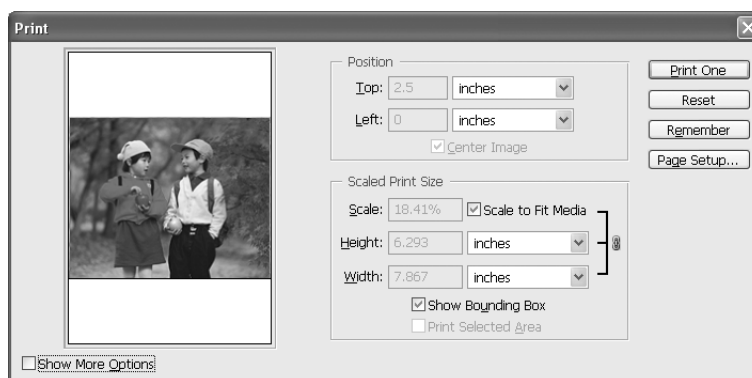 Print
Position
Top: 2.5 inches
Left: 0 inches
Center Image
Scaled Print Size
Scale: 18.41% Scale to Fit Media
Height: 6.293 inches
Width: 7.867 inches
Show Bounding Box
Print Selected Area
Print One
Reset
Remember
Page Setup...
Show More Options